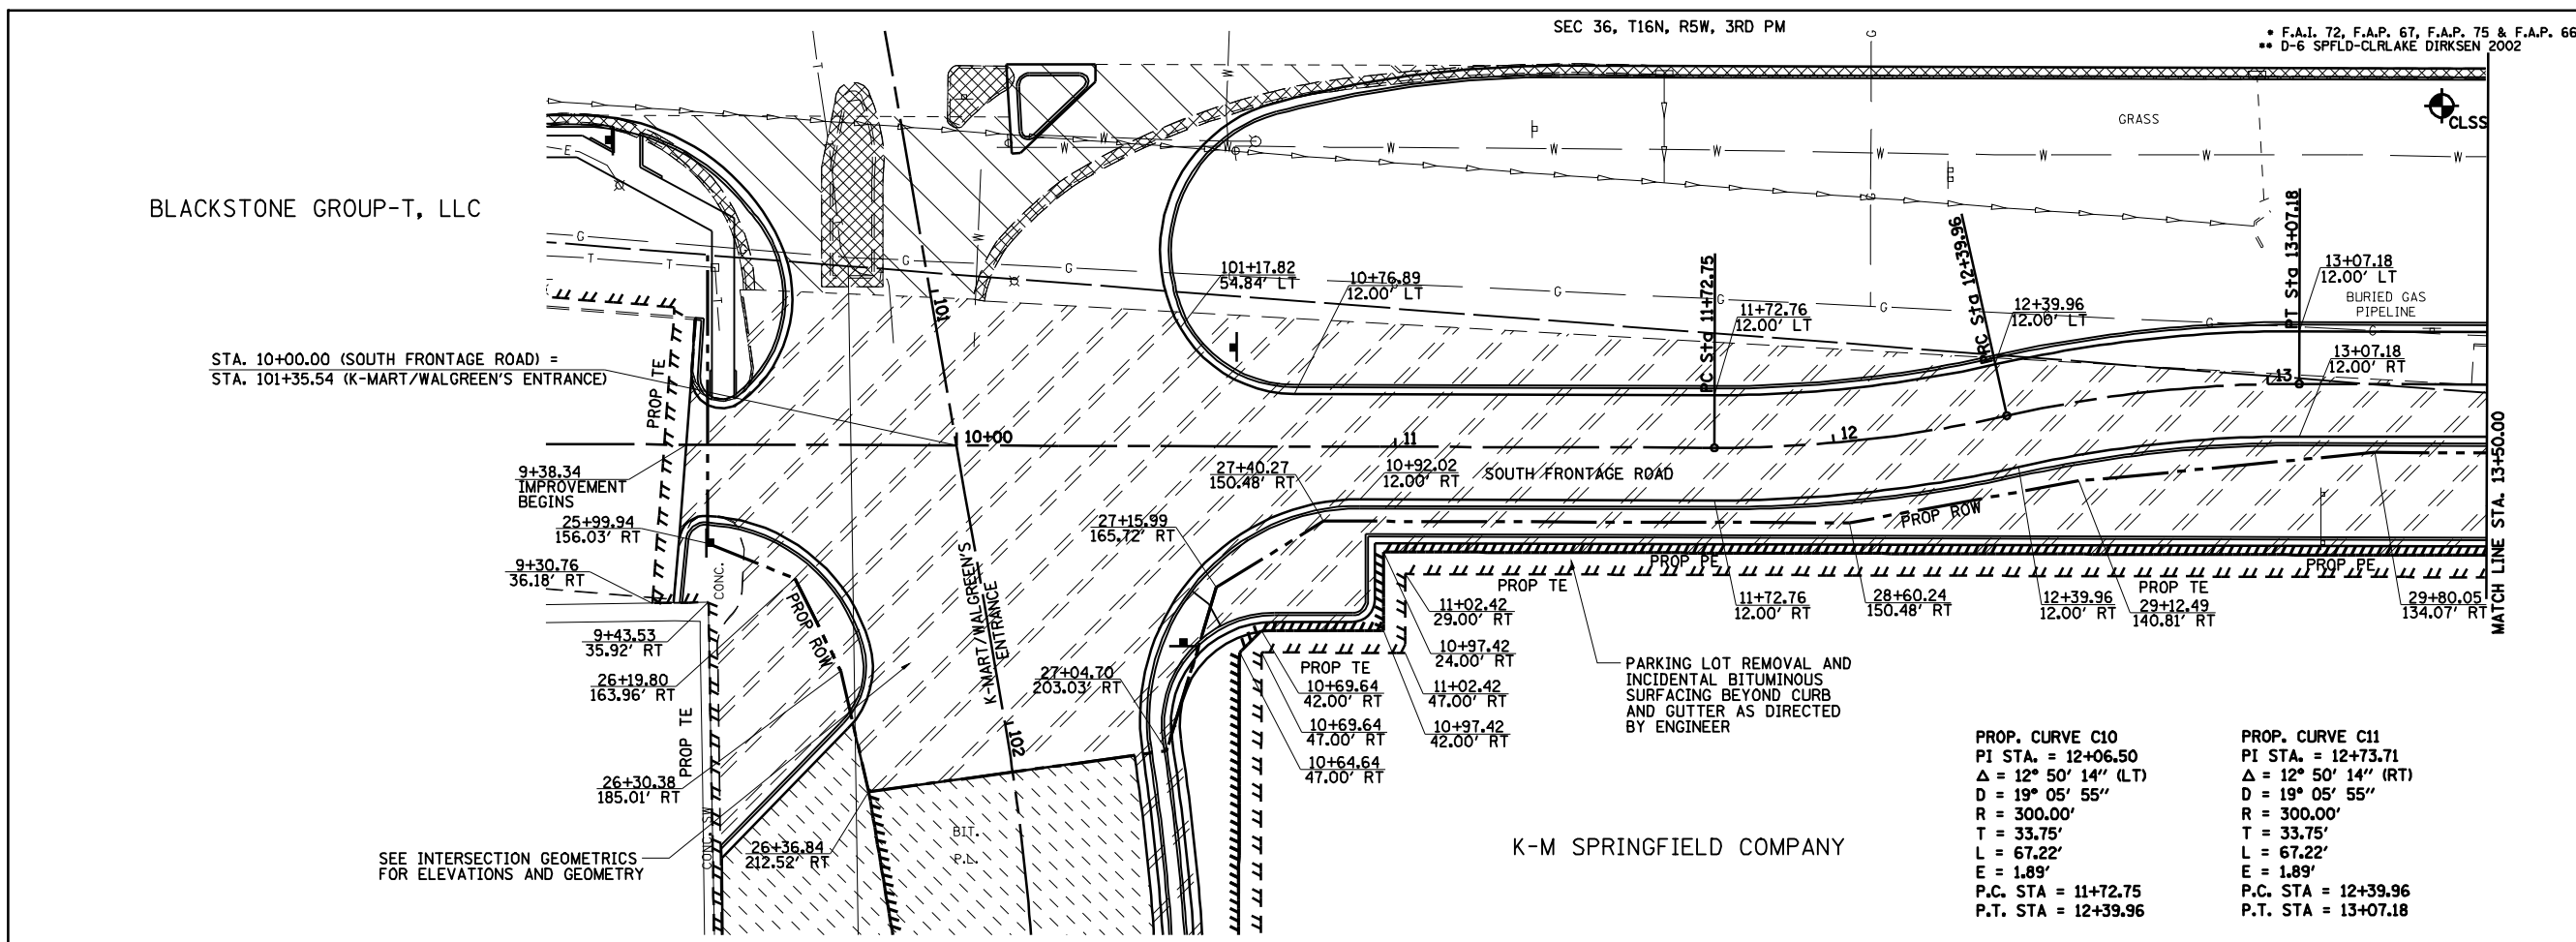 SEC 36, T16N, R5W, 3RD PM
* F.A.I. 72, F.A.P. 67, F.A.P. 75 & F.A.P. 66
** D-6 SPFLD-CLRLAKE DIRKSEN 2002
GRASS
CLSS
BLACKSTONE GROUP-T, LLC
101+17.82
54.84' LT
10+76.89
12.00' LT
PC Sta 11+72.75
11+72.76
12.00' LT
PRC Sta 12+39.96
12+39.96
12.00' LT
PT Sta 13+07.18
13+07.18
12.00' LT
BURIED GAS
PIPELINE
13+07.18
12.00' RT
101
STA. 10+00.00 (SOUTH FRONTAGE ROAD) =
STA. 101+35.54 (K-MART/WALGREEN'S ENTRANCE)
PROP TE
10+00
11
12
13
SOUTH FRONTAGE ROAD
MATCH LINE STA. 13+50.00
9+38.34
IMPROVEMENT
BEGINS
27+40.27
150.48' RT
10+92.02
12.00' RT
25+99.94
156.03' RT
27+15.99
165.72' RT
PROP ROW
9+30.76
36.18' RT
CONC.
PROP ROW
K-MART/WALGREEN'S
ENTRANCE
PROP PE
PROP TE
PROP TE
PROP PE
11+02.42
29.00' RT
11+72.76
12.00' RT
28+60.24
150.48' RT
12+39.96
12.00' RT
29+12.49
140.81' RT
29+80.05
134.07' RT
9+43.53
35.92' RT
10+97.42
24.00' RT
26+19.80
163.96' RT
27+04.70
203.03' RT
PROP TE
10+69.64
42.00' RT
11+02.42
47.00' RT
PARKING LOT REMOVAL AND
INCIDENTAL BITUMINOUS
SURFACING BEYOND CURB
AND GUTTER AS DIRECTED
BY ENGINEER
10+69.64
47.00' RT
10+97.42
42.00' RT
102
PROP TE
10+64.64
47.00' RT
26+30.38
185.01' RT
CONC. SW
BIT.
P.L.
26+36.84
212.52' RT
SEE INTERSECTION GEOMETRICS
FOR ELEVATIONS AND GEOMETRY
K-M SPRINGFIELD COMPANY
PROP. CURVE C10
PI STA. = 12+06.50
Δ = 12° 50' 14" (LT)
D = 19° 05' 55"
R = 300.00'
T = 33.75'
L = 67.22'
E = 1.89'
P.C. STA = 11+72.75
P.T. STA = 12+39.96
PROP. CURVE C11
PI STA. = 12+73.71
Δ = 12° 50' 14" (RT)
D = 19° 05' 55"
R = 300.00'
T = 33.75'
L = 67.22'
E = 1.89'
P.C. STA = 12+39.96
P.T. STA = 13+07.18